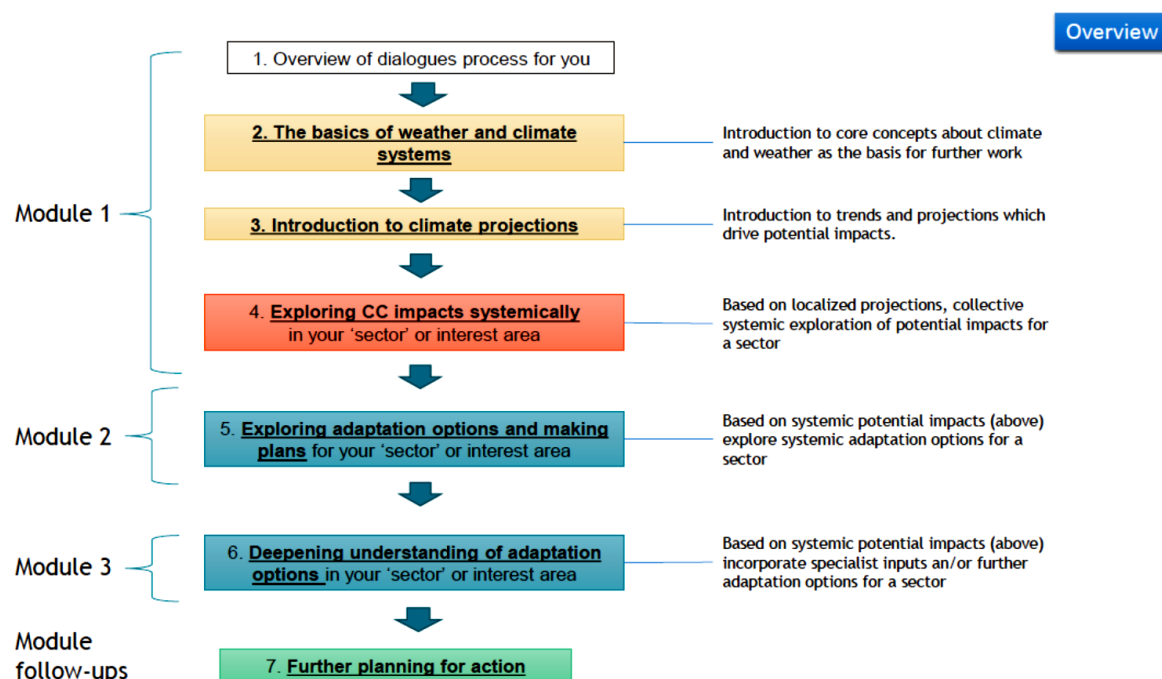 Overview
1. Overview of dialogues process for you
2. The basics of weather and climate
systems
Introduction to core concepts about climate
and weather as the basis for further work
Module 1
3. Introduction to climate projections
Introduction to trends and projections which
drive potential impacts.
4. Exploring CC impacts systemically
in your ‘sector’ or interest area
Based on localized projections, collective
systemic exploration of potential impacts for
a sector
Module 2
5. Exploring adaptation options and making
plans for your ‘sector’ or interest area
Based on systemic potential impacts (above)
explore systemic adaptation options for a
sector
Module 3
6. Deepening understanding of adaptation
options in your ‘sector’ or interest area
Based on systemic potential impacts (above)
incorporate specialist inputs an/or further
adaptation options for a sector
Module
follow-ups
7. Further planning for action